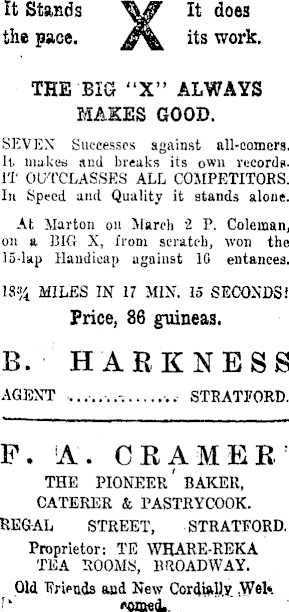 It Stands
the pace.
X
It does
its work.
THE BIG "X" ALWAYS
MAKES GOOD.
SEVEN Successes against all-comers.
It makes and breaks its own records.
IT OUTCLASSES ALL COMPETITORS.
In Speed and Quality it stands alone.
At Marton on March 2 P. Coleman,
on a BIG X, from scratch, won the
15-lap Handicap against 16 entances.
18¾ MILES IN 17 MIN. 15 SECONDS!
Price, 86 guineas.
B. HARKNESS
AGENT ............. STRATFORD.
F. A. CRAMER
THE PIONEER BAKER,
CATERER & PASTRYCOOK.
REGAL STREET, STRATFORD.
Proprietor: TE WHARE-REKA
TEA ROOMS, BROADWAY.
Old Friends and New Cordially Wel-
comed.